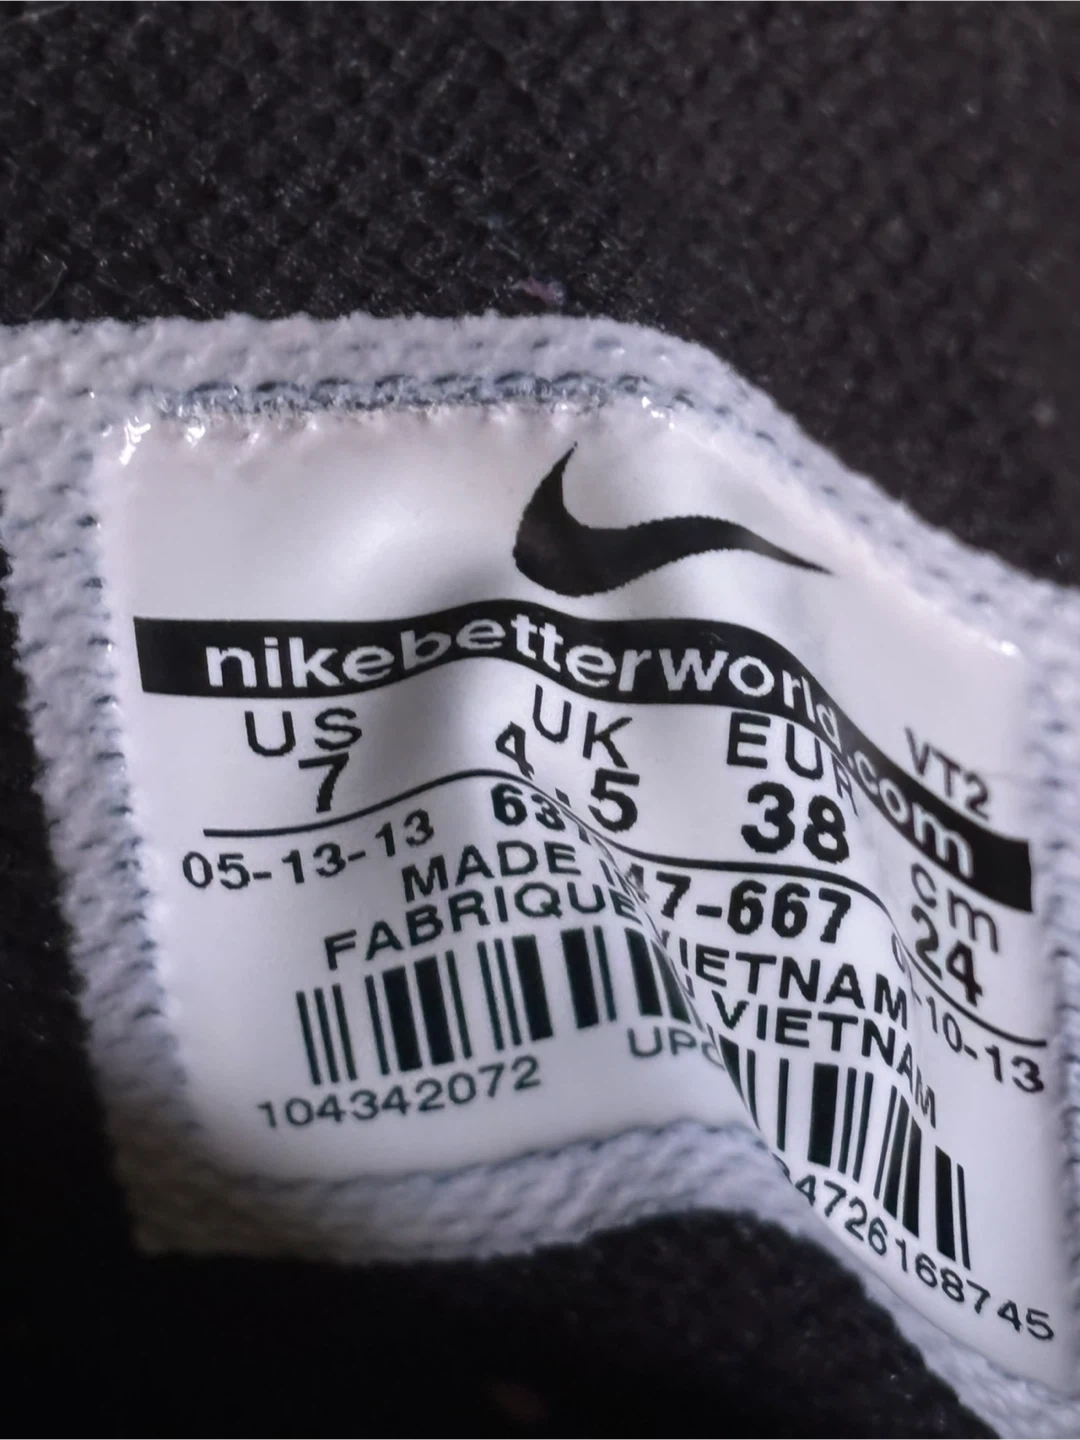 nikebetterworld.com
VT2
US UK EUR cm
7 4.5 38 24
05-13-13 -10-13
47-667
MADE VIETNAM
FABRIQUE VIETNAM
UPC
104342072 4726168745